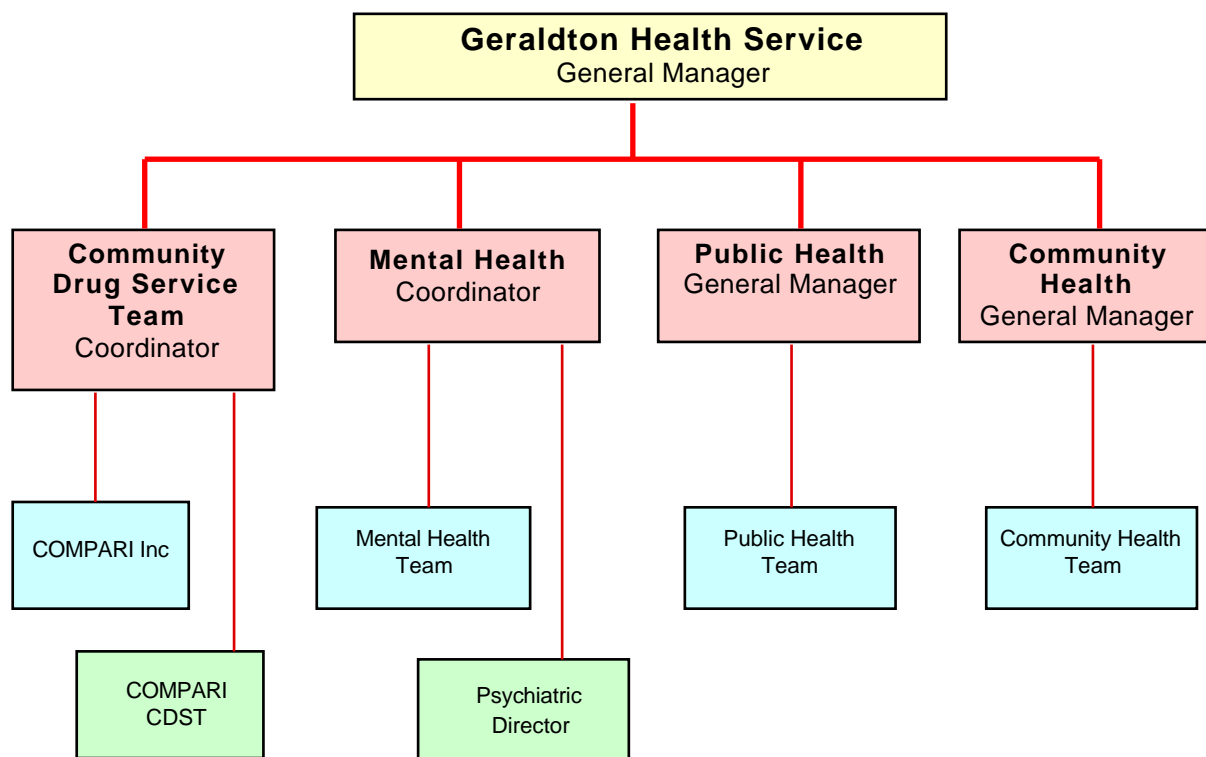 Geraldton Health Service
General Manager
Community
Drug Service
Team
Coordinator
Mental Health
Coordinator
Public Health
General Manager
Community
Health
General Manager
COMPARI Inc
Mental Health
Team
Public Health
Team
Community Health
Team
COMPARI
CDST
Psychiatric
Director